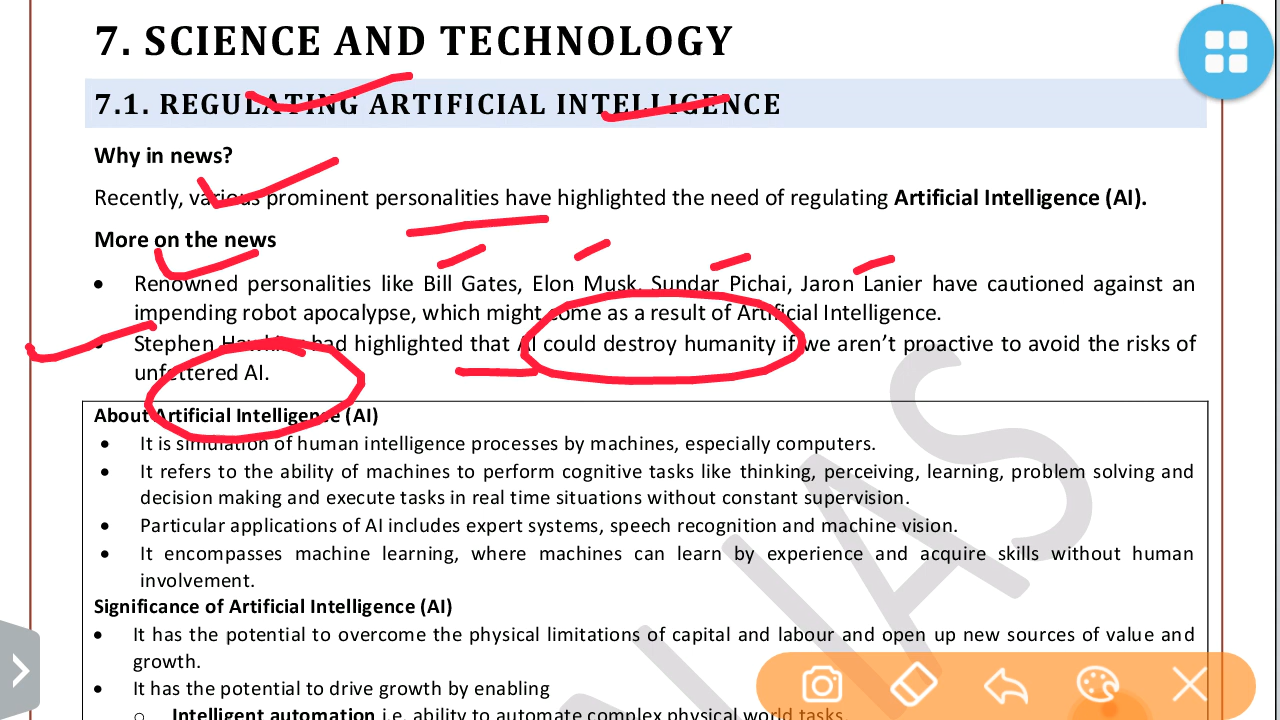 7. SCIENCE AND TECHNOLOGY
7.1. REGULATING ARTIFICIAL INTELLIGENCE
Why in news?
Recently, various prominent personalities have highlighted the need of regulating Artificial Intelligence (AI).
More on the news
• Renowned personalities like Bill Gates, Elon Musk, Sundar Pichai, Jaron Lanier have cautioned against an
impending robot apocalypse, which might come as a result of Artificial Intelligence.
• Stephen Hawking had highlighted that AI could destroy humanity if we aren't proactive to avoid the risks of
unfettered AI.
About Artificial Intelligence (AI)
• It is simulation of human intelligence processes by machines, especially computers.
• It refers to the ability of machines to perform cognitive tasks like thinking, perceiving, learning, problem solving and
decision making and execute tasks in real time situations without constant supervision.
• Particular applications of AI includes expert systems, speech recognition and machine vision.
• It encompasses machine learning, where machines can learn by experience and acquire skills without human
involvement.
Significance of Artificial Intelligence (AI)
• It has the potential to overcome the physical limitations of capital and labour and open up new sources of value and
growth.
• It has the potential to drive growth by enabling
o Intelligent automation i.e. ability to automate complex physical world tasks
IAS